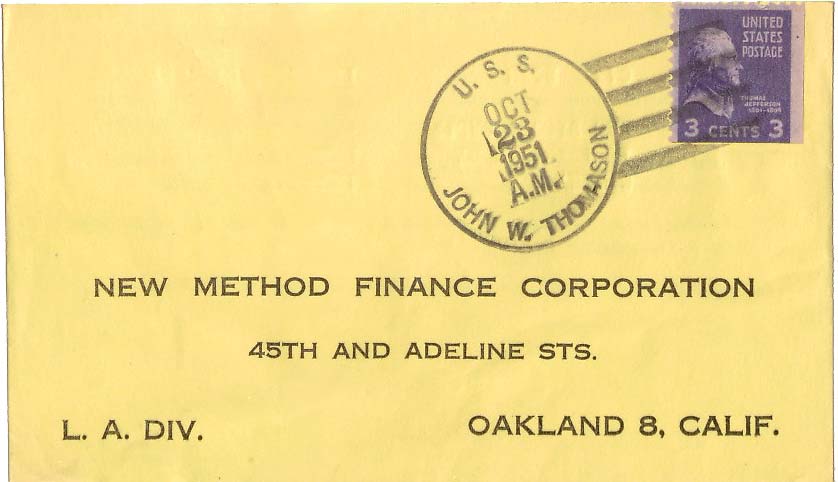 U. S. S.
OCT
23
1951
A.M.
JOHN W. THOMASON
UNITED
STATES
POSTAGE
THOMAS
JEFFERSON
1801-1809
3 CENTS 3
NEW METHOD FINANCE CORPORATION
45TH AND ADELINE STS.
L. A. DIV.
OAKLAND 8, CALIF.